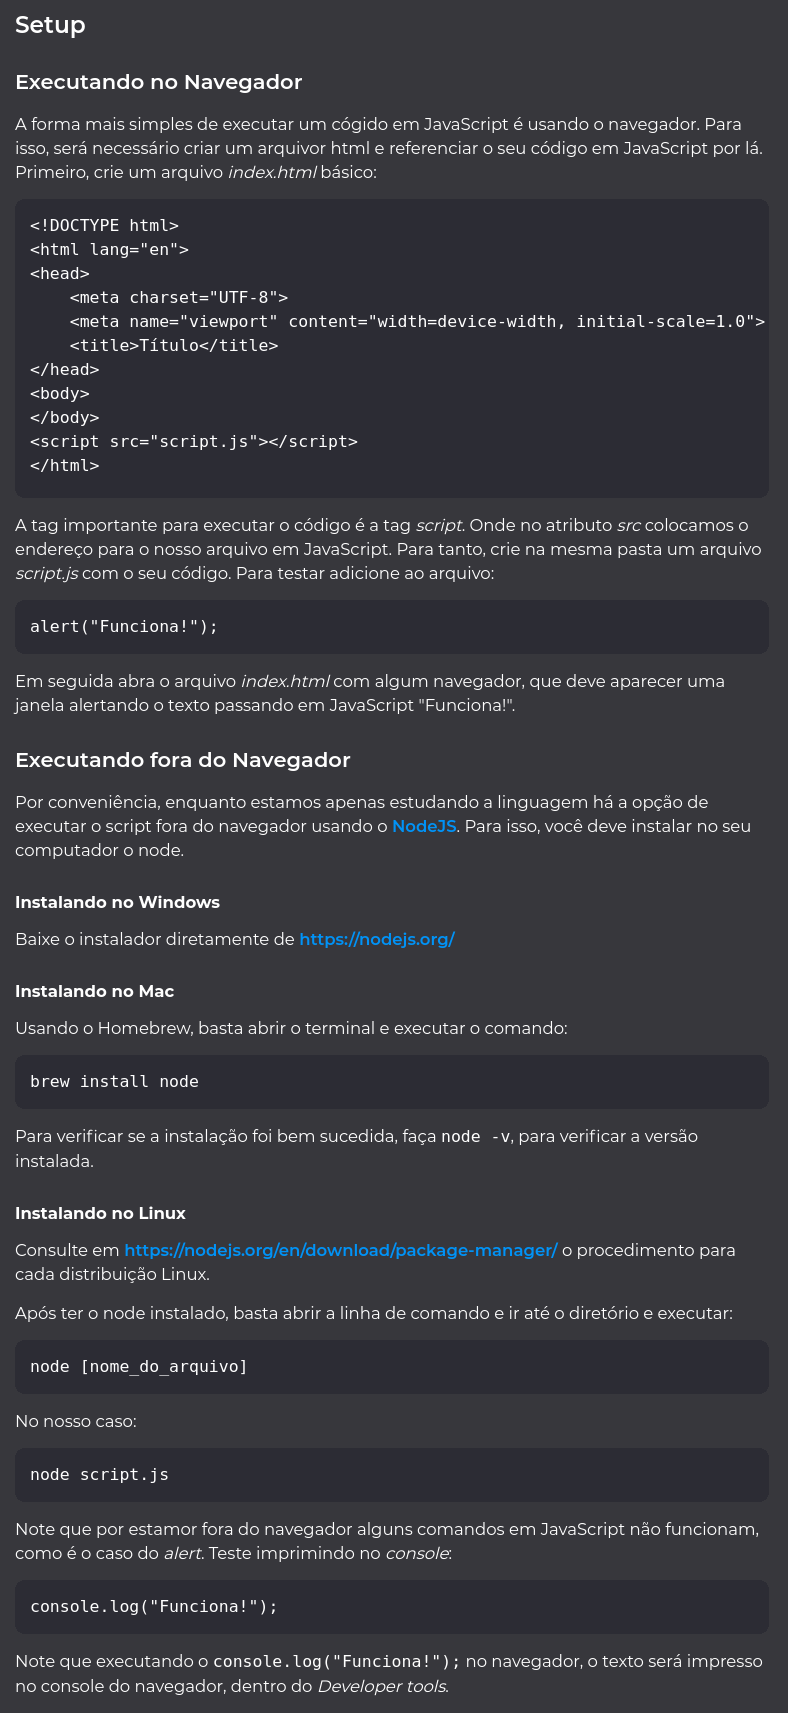 Setup
Executando no Navegador
A forma mais simples de executar um cógido em JavaScript é usando o navegador. Para
isso, será necessário criar um arquivor html e referenciar o seu código em JavaScript por lá.
Primeiro, crie um arquivo index.html básico:
<!DOCTYPE html>
<html lang="en">
<head>
    <meta charset="UTF-8">
    <meta name="viewport" content="width=device-width, initial-scale=1.0">
    <title>Título</title>
</head>
<body>
</body>
<script src="script.js"></script>
</html>
A tag importante para executar o código é a tag script. Onde no atributo src colocamos o
endereço para o nosso arquivo em JavaScript. Para tanto, crie na mesma pasta um arquivo
script.js com o seu código. Para testar adicione ao arquivo:
alert("Funciona!");
Em seguida abra o arquivo index.html com algum navegador, que deve aparecer uma
janela alertando o texto passando em JavaScript "Funciona!".
Executando fora do Navegador
Por conveniência, enquanto estamos apenas estudando a linguagem há a opção de
executar o script fora do navegador usando o NodeJS. Para isso, você deve instalar no seu
computador o node.
Instalando no Windows
Baixe o instalador diretamente de https://nodejs.org/
Instalando no Mac
Usando o Homebrew, basta abrir o terminal e executar o comando:
brew install node
Para verificar se a instalação foi bem sucedida, faça node -v, para verificar a versão
instalada.
Instalando no Linux
Consulte em https://nodejs.org/en/download/package-manager/ o procedimento para
cada distribuição Linux.
Após ter o node instalado, basta abrir a linha de comando e ir até o diretório e executar:
node [nome_do_arquivo]
No nosso caso:
node script.js
Note que por estamor fora do navegador alguns comandos em JavaScript não funcionam,
como é o caso do alert. Teste imprimindo no console:
console.log("Funciona!");
Note que executando o console.log("Funciona!"); no navegador, o texto será impresso
no console do navegador, dentro do Developer tools.